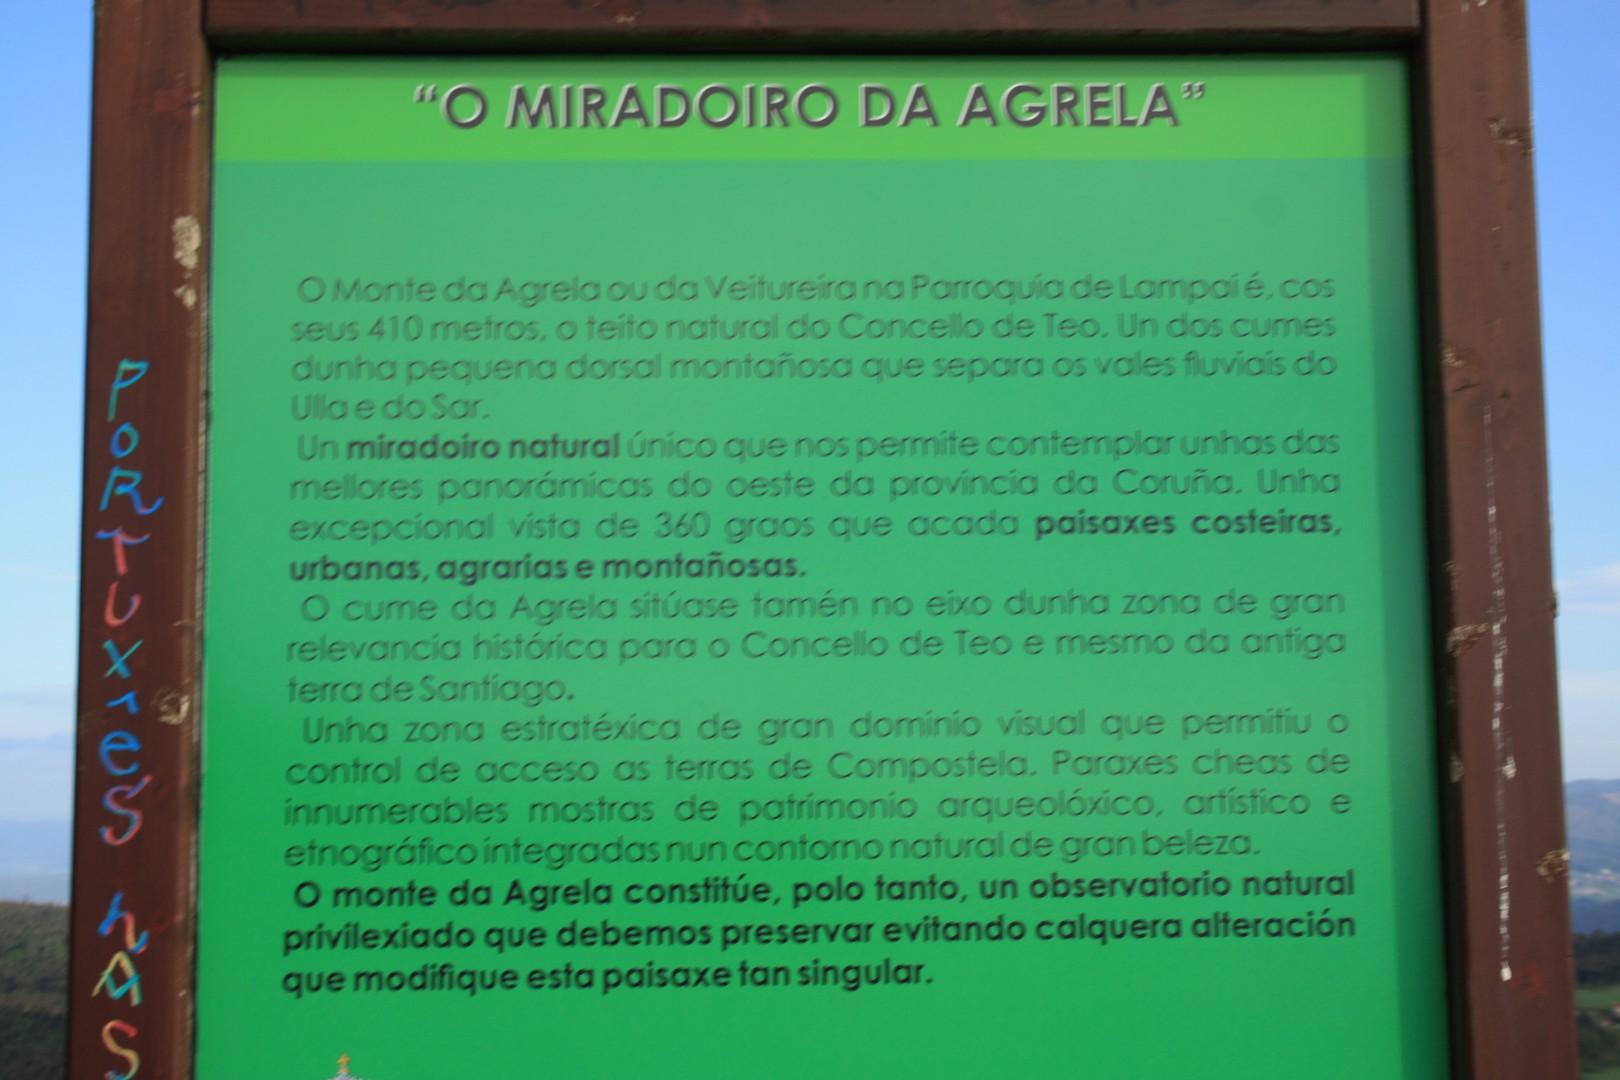 “O MIRADOIRO DA AGRELA”
O Monte da Agrela ou da Veitureira na Parroquia de Lampai é, cos
seus 410 metros, o teito natural do Concello de Teo. Un dos cumes
dunha pequena dorsal montañosa que separa os vales fluviais do
Ulla e do Sar.
Un miradoiro natural único que nos permite contemplar unhas das
mellores panorámicas do oeste da provincia da Coruña. Unha
excepcional vista de 360 graos que acada paisaxes costeiras,
urbanas, agrarias e montañosas.
O cume da Agrela sitúase tamén no eixo dunha zona de gran
relevancia histórica para o Concello de Teo e mesmo da antiga
terra de Santiago.
Unha zona estratéxica de gran dominio visual que permitiu o
control de acceso as terras de Compostela. Paraxes cheas de
innumerables mostras de patrimonio arqueolóxico, artístico e
etnográfico integradas nun contorno natural de gran beleza.
O monte da Agrela constitúe, polo tanto, un observatorio natural
privilexiado que debemos preservar evitando calquera alteración
que modifique esta paisaxe tan singular.